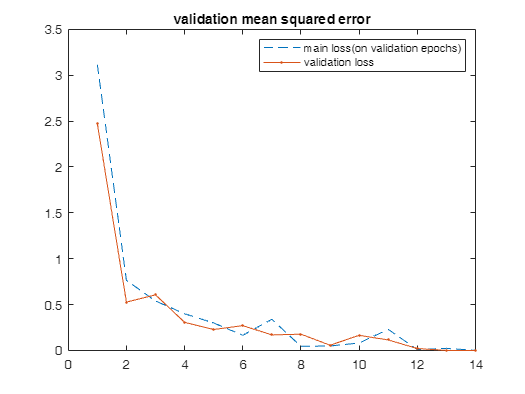 validation mean squared error
main loss(on validation epochs)
validation loss
3.5
3
2.5
2
1.5
1
0.5
0
0 2 4 6 8 10 12 14